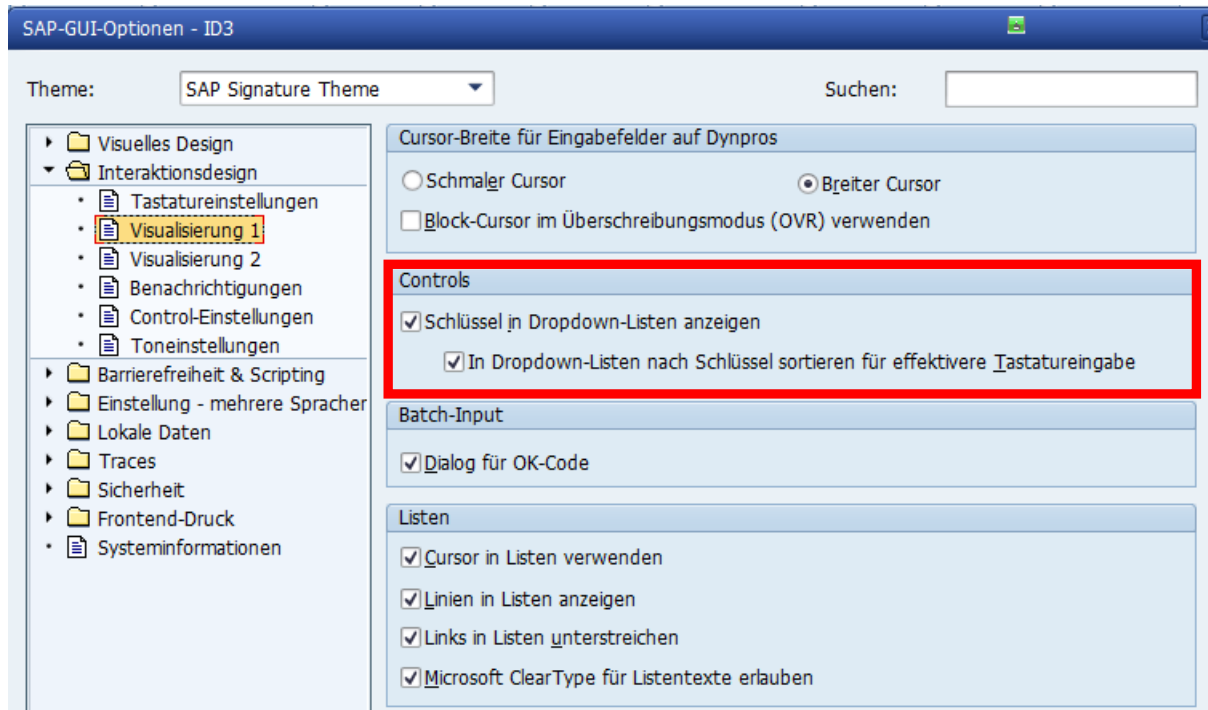 SAP-GUI-Optionen - ID3
Theme: SAP Signature Theme Suchen:
Visuelles Design
Interaktionsdesign
Tastatureinstellungen
Visualisierung 1
Visualisierung 2
Benachrichtigungen
Control-Einstellungen
Toneinstellungen
Barrierefreiheit & Scripting
Einstellung - mehrere Sprachen
Lokale Daten
Traces
Sicherheit
Frontend-Druck
Systeminformationen
Cursor-Breite für Eingabefelder auf Dynpros
Schmaler Cursor Breiter Cursor
Block-Cursor im Überschreibungsmodus (OVR) verwenden
Controls
Schlüssel in Dropdown-Listen anzeigen
In Dropdown-Listen nach Schlüssel sortieren für effektivere Tastatureingabe
Batch-Input
Dialog für OK-Code
Listen
Cursor in Listen verwenden
Linien in Listen anzeigen
Links in Listen unterstreichen
Microsoft ClearType für Listentexte erlauben